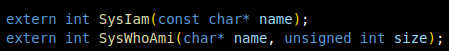 extern int SysIam(const char* name);
extern int SysWhoAmi(char* name, unsigned int size);